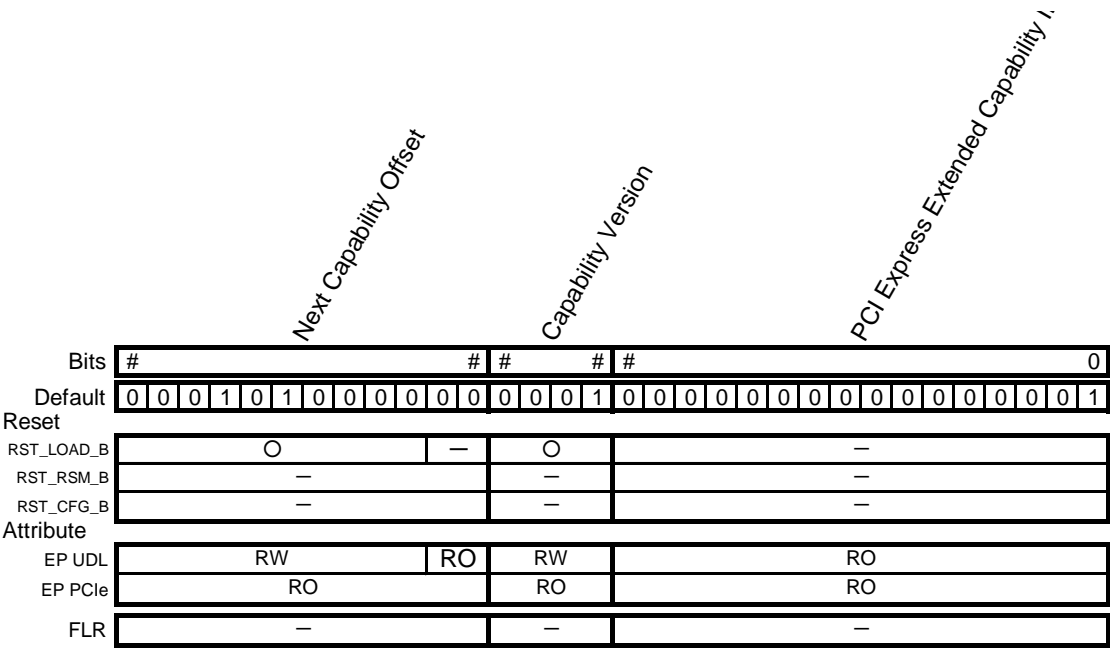 Next Capability Offset
Capability Version
PCI Express Extended Capability
Bits # # # # # 0
Default 0 0 0 1 0 1 0 0 0 0 0 0 0 0 0 1 0 0 0 0 0 0 0 0 0 0 0 0 0 0 0 1
Reset
RST_LOAD_B O — O —
RST_RSM_B — — —
RST_CFG_B — — —
Attribute
EP UDL RW RO RW RO
EP PCIe RO RO RO
FLR — — —